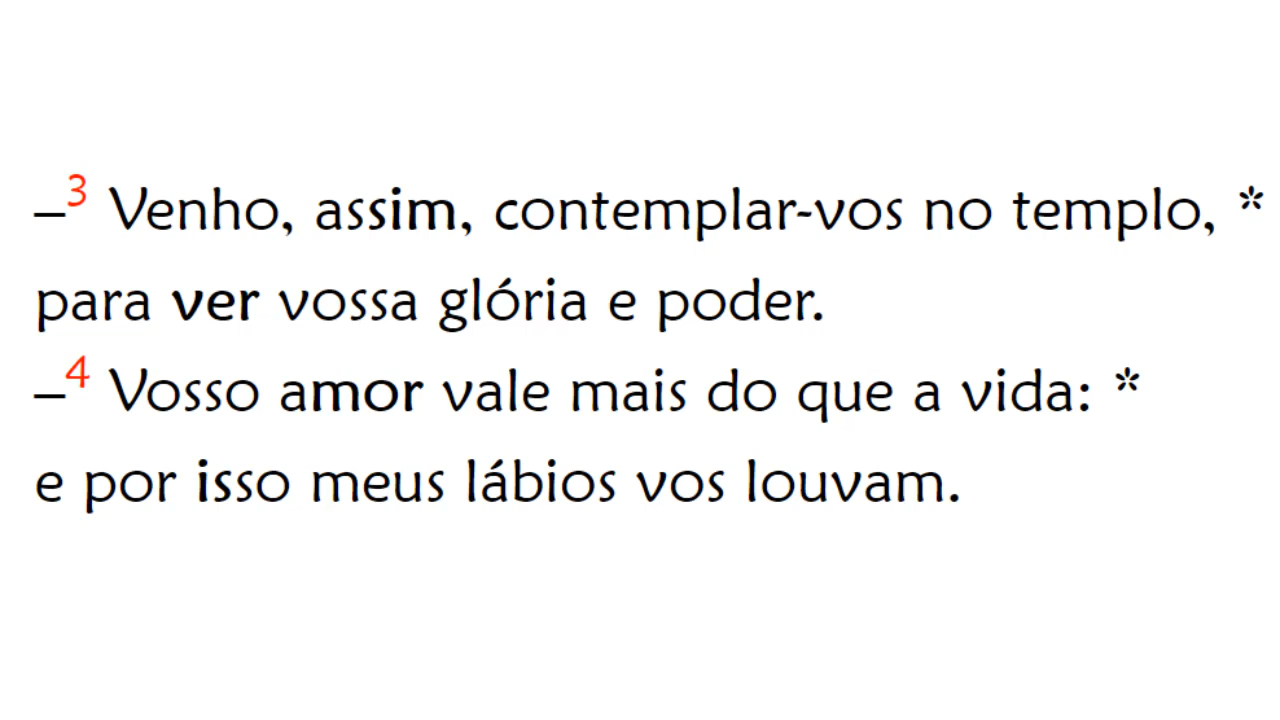 –3 Venho, assim, contemplar-vos no templo, *
para ver vossa glória e poder.
–4 Vosso amor vale mais do que a vida: *
e por isso meus lábios vos louvam.